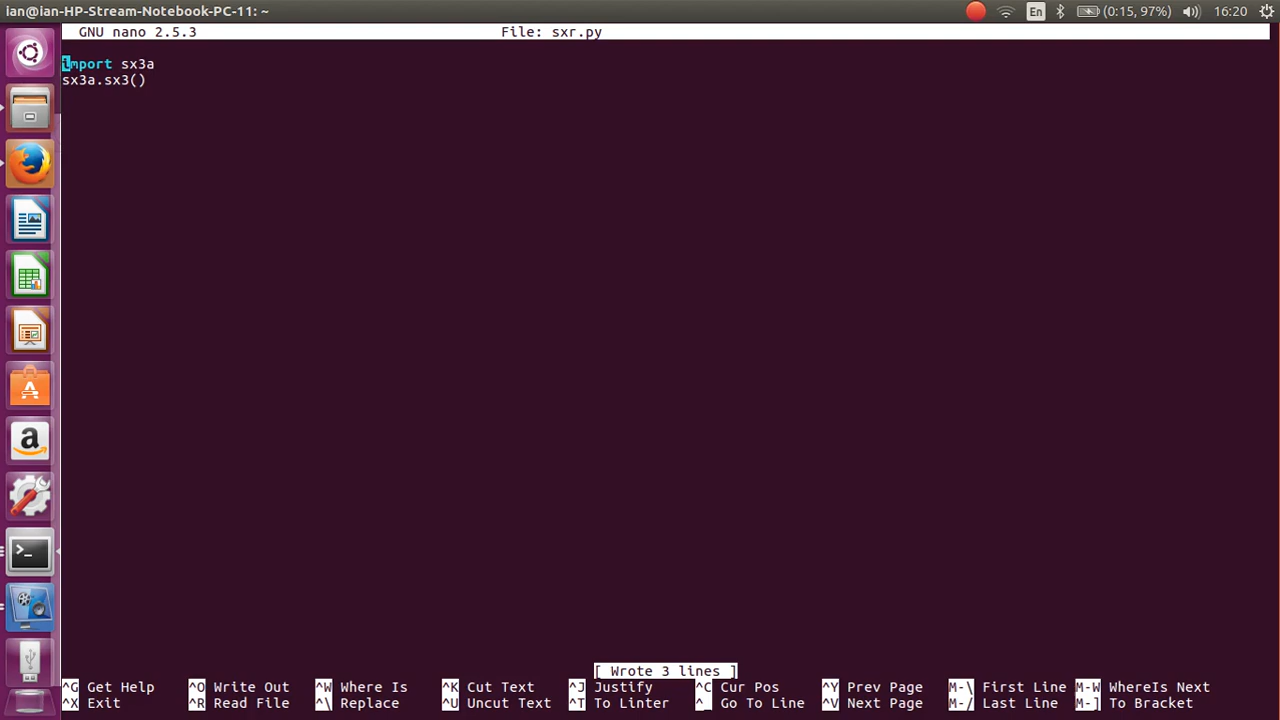 ian@ian-HP-Stream-Notebook-PC-11: ~ En (0:15, 97%) 16:20
GNU nano 2.5.3 File: sxr.py
import sx3a
sx3a.sx3()
[ Wrote 3 lines ]
^G Get Help ^O Write Out ^W Where Is ^K Cut Text ^J Justify ^C Cur Pos ^Y Prev Page M-\ First Line M-W WhereIs Next
^X Exit ^R Read File ^\ Replace ^U Uncut Text ^T To Linter ^_ Go To Line ^V Next Page M-/ Last Line M-] To Bracket